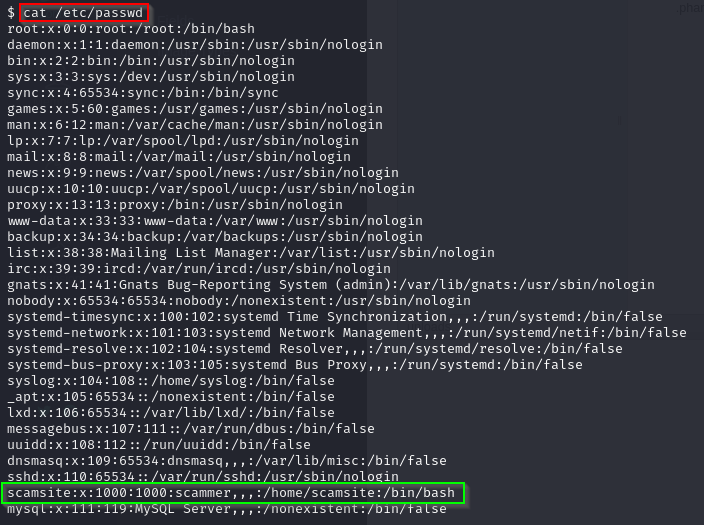 $ cat /etc/passwd
root:x:0:0:root:/root:/bin/bash
daemon:x:1:1:daemon:/usr/sbin:/usr/sbin/nologin
bin:x:2:2:bin:/bin:/usr/sbin/nologin
sys:x:3:3:sys:/dev:/usr/sbin/nologin
sync:x:4:65534:sync:/bin:/bin/sync
games:x:5:60:games:/usr/games:/usr/sbin/nologin
man:x:6:12:man:/var/cache/man:/usr/sbin/nologin
lp:x:7:7:lp:/var/spool/lpd:/usr/sbin/nologin
mail:x:8:8:mail:/var/mail:/usr/sbin/nologin
news:x:9:9:news:/var/spool/news:/usr/sbin/nologin
uucp:x:10:10:uucp:/var/spool/uucp:/usr/sbin/nologin
proxy:x:13:13:proxy:/bin:/usr/sbin/nologin
www-data:x:33:33:www-data:/var/www:/usr/sbin/nologin
backup:x:34:34:backup:/var/backups:/usr/sbin/nologin
list:x:38:38:Mailing List Manager:/var/list:/usr/sbin/nologin
irc:x:39:39:ircd:/var/run/ircd:/usr/sbin/nologin
gnats:x:41:41:Gnats Bug-Reporting System (admin):/var/lib/gnats:/usr/sbin/nologin
nobody:x:65534:65534:nobody:/nonexistent:/usr/sbin/nologin
systemd-timesync:x:100:102:systemd Time Synchronization,,,:/run/systemd:/bin/false
systemd-network:x:101:103:systemd Network Management,,,:/run/systemd/netif:/bin/false
systemd-resolve:x:102:104:systemd Resolver,,,:/run/systemd/resolve:/bin/false
systemd-bus-proxy:x:103:105:systemd Bus Proxy,,,:/run/systemd:/bin/false
syslog:x:104:108::/home/syslog:/bin/false
_apt:x:105:65534::/nonexistent:/bin/false
lxd:x:106:65534::/var/lib/lxd/:/bin/false
messagebus:x:107:111::/var/run/dbus:/bin/false
uuidd:x:108:112::/run/uuidd:/bin/false
dnsmasq:x:109:65534:dnsmasq,,,:/var/lib/misc:/bin/false
sshd:x:110:65534::/var/run/sshd:/usr/sbin/nologin
scamsite:x:1000:1000:scammer,,,:/home/scamsite:/bin/bash
mysql:x:111:119:MySQL Server,,,:/nonexistent:/bin/false